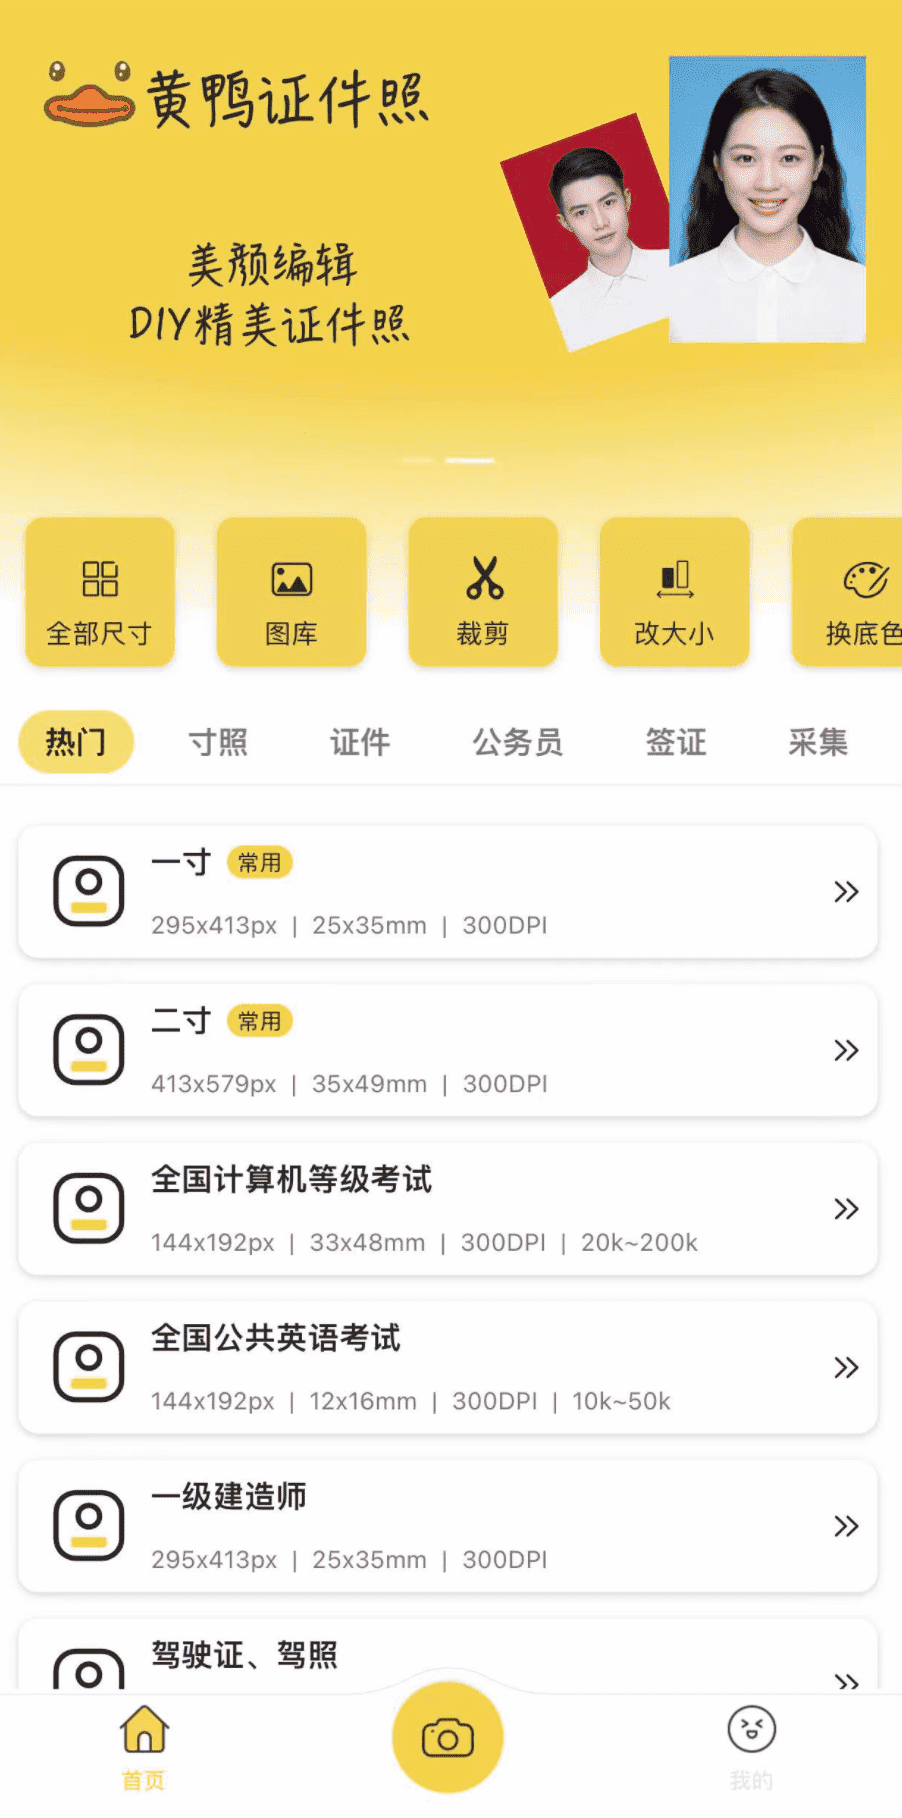 黄鸭证件照
美颜编辑
DIY精美证件照
全部尺寸
图库
裁剪
改大小
换底色
热门
寸照
证件
公务员
签证
采集
一寸 常用
295x413px | 25x35mm | 300DPI
二寸 常用
413x579px | 35x49mm | 300DPI
全国计算机等级考试
144x192px | 33x48mm | 300DPI | 20k~200k
全国公共英语考试
144x192px | 12x16mm | 300DPI | 10k~50k
一级建造师
295x413px | 25x35mm | 300DPI
驾驶证、驾照
首页
我的